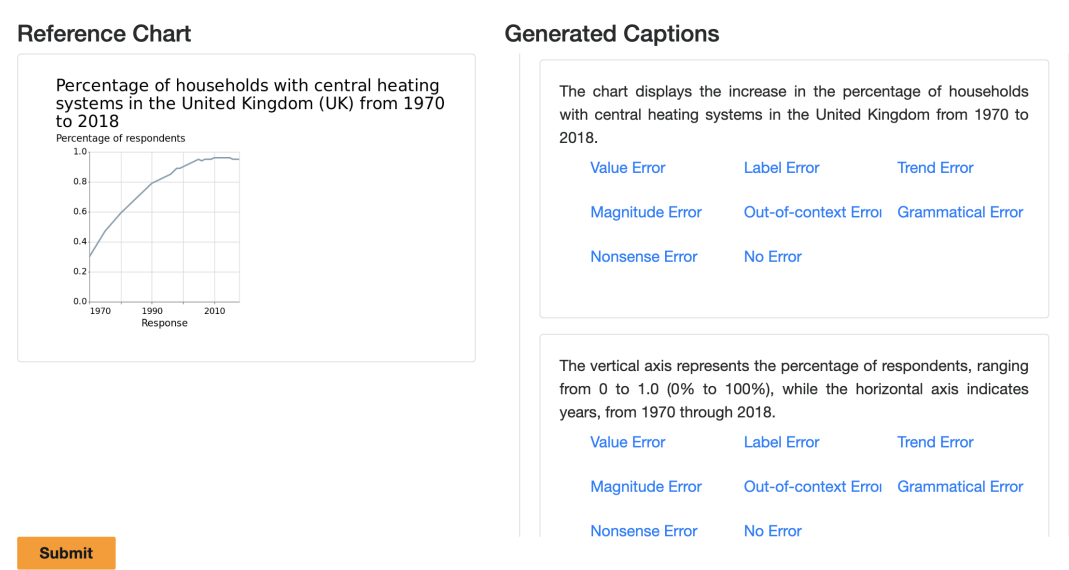 Reference Chart
Generated Captions
Percentage of households with central heating
systems in the United Kingdom (UK) from 1970
to 2018
Percentage of respondents
1.0
0.8
0.6
0.4
0.2
0.0
1970 1990 2010
Response
The chart displays the increase in the percentage of households
with central heating systems in the United Kingdom from 1970 to
2018.
Value Error Label Error Trend Error
Magnitude Error Out-of-context Error Grammatical Error
Nonsense Error No Error
The vertical axis represents the percentage of respondents, ranging
from 0 to 1.0 (0% to 100%), while the horizontal axis indicates
years, from 1970 through 2018.
Value Error Label Error Trend Error
Magnitude Error Out-of-context Error Grammatical Error
Nonsense Error No Error
Submit